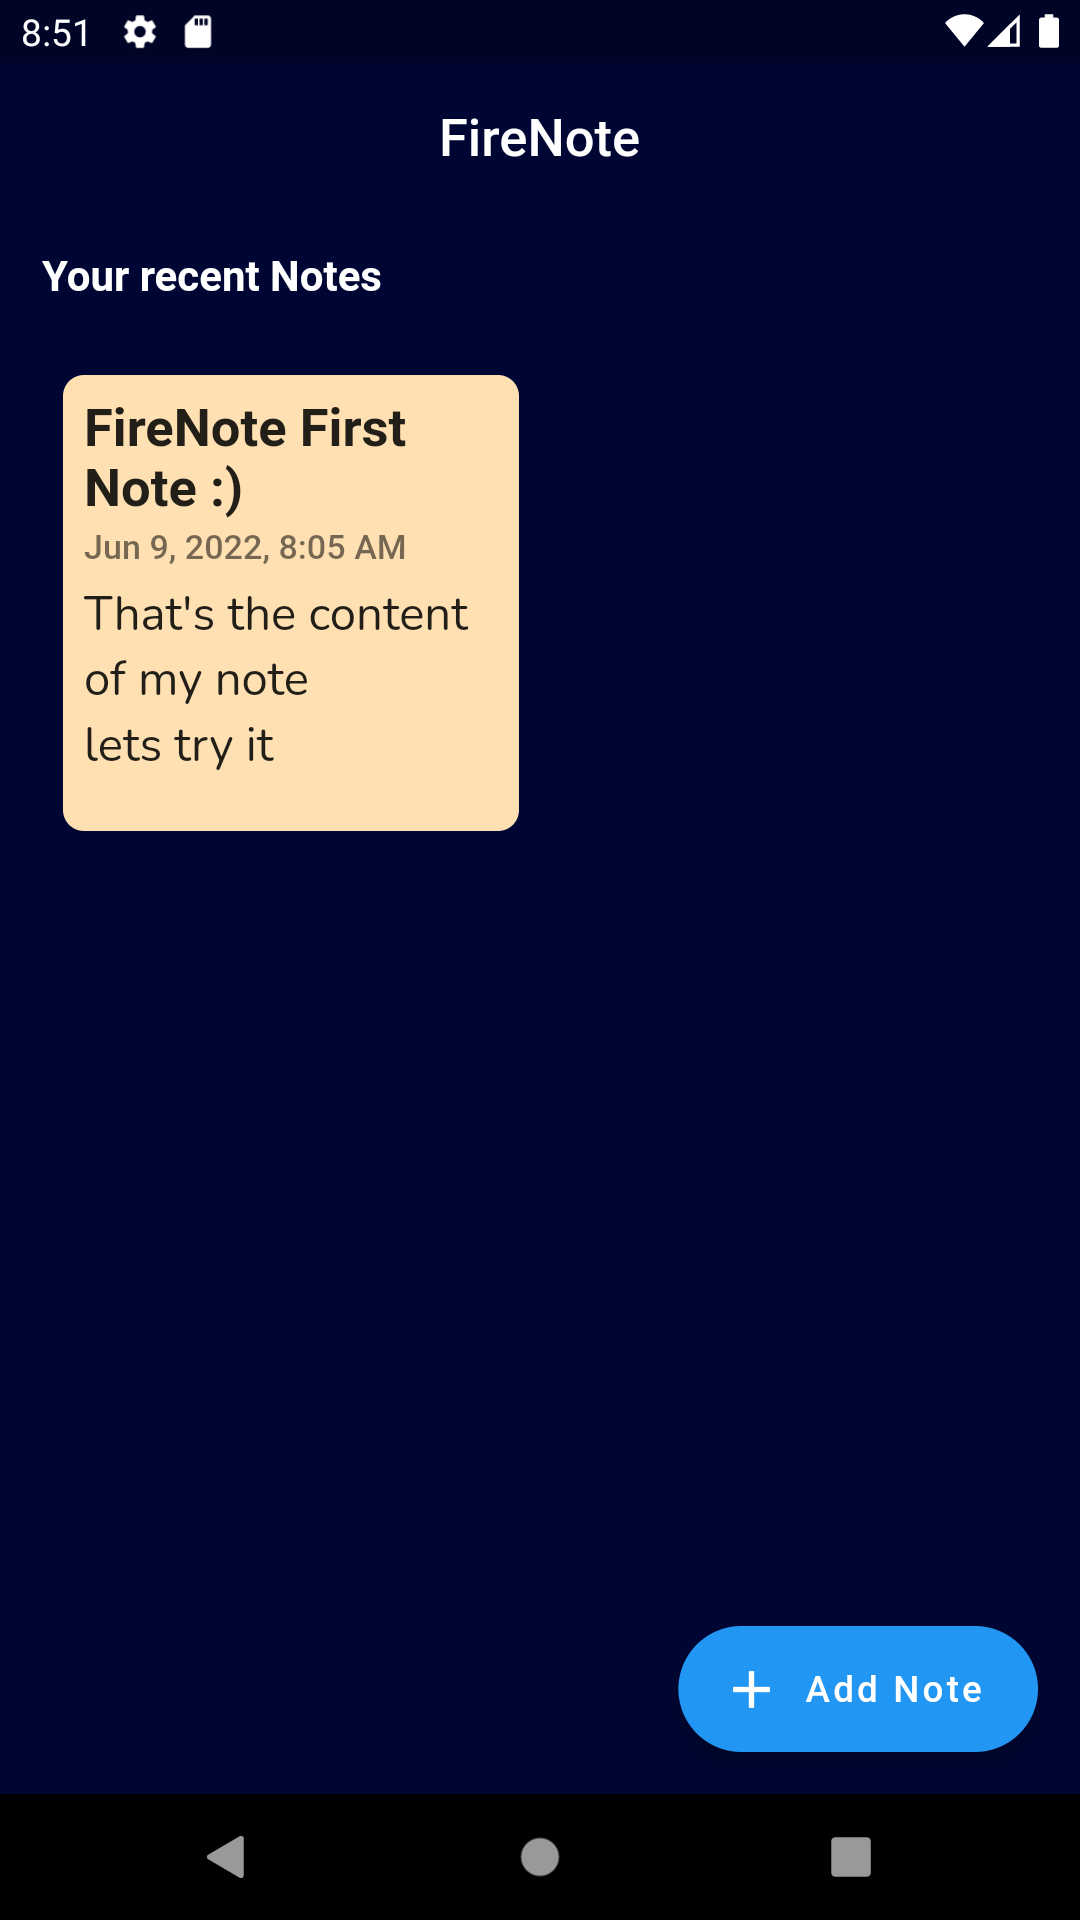 8:51
FireNote
Your recent Notes
FireNote First
Note :)
Jun 9, 2022, 8:05 AM
That's the content
of my note
lets try it
Add Note